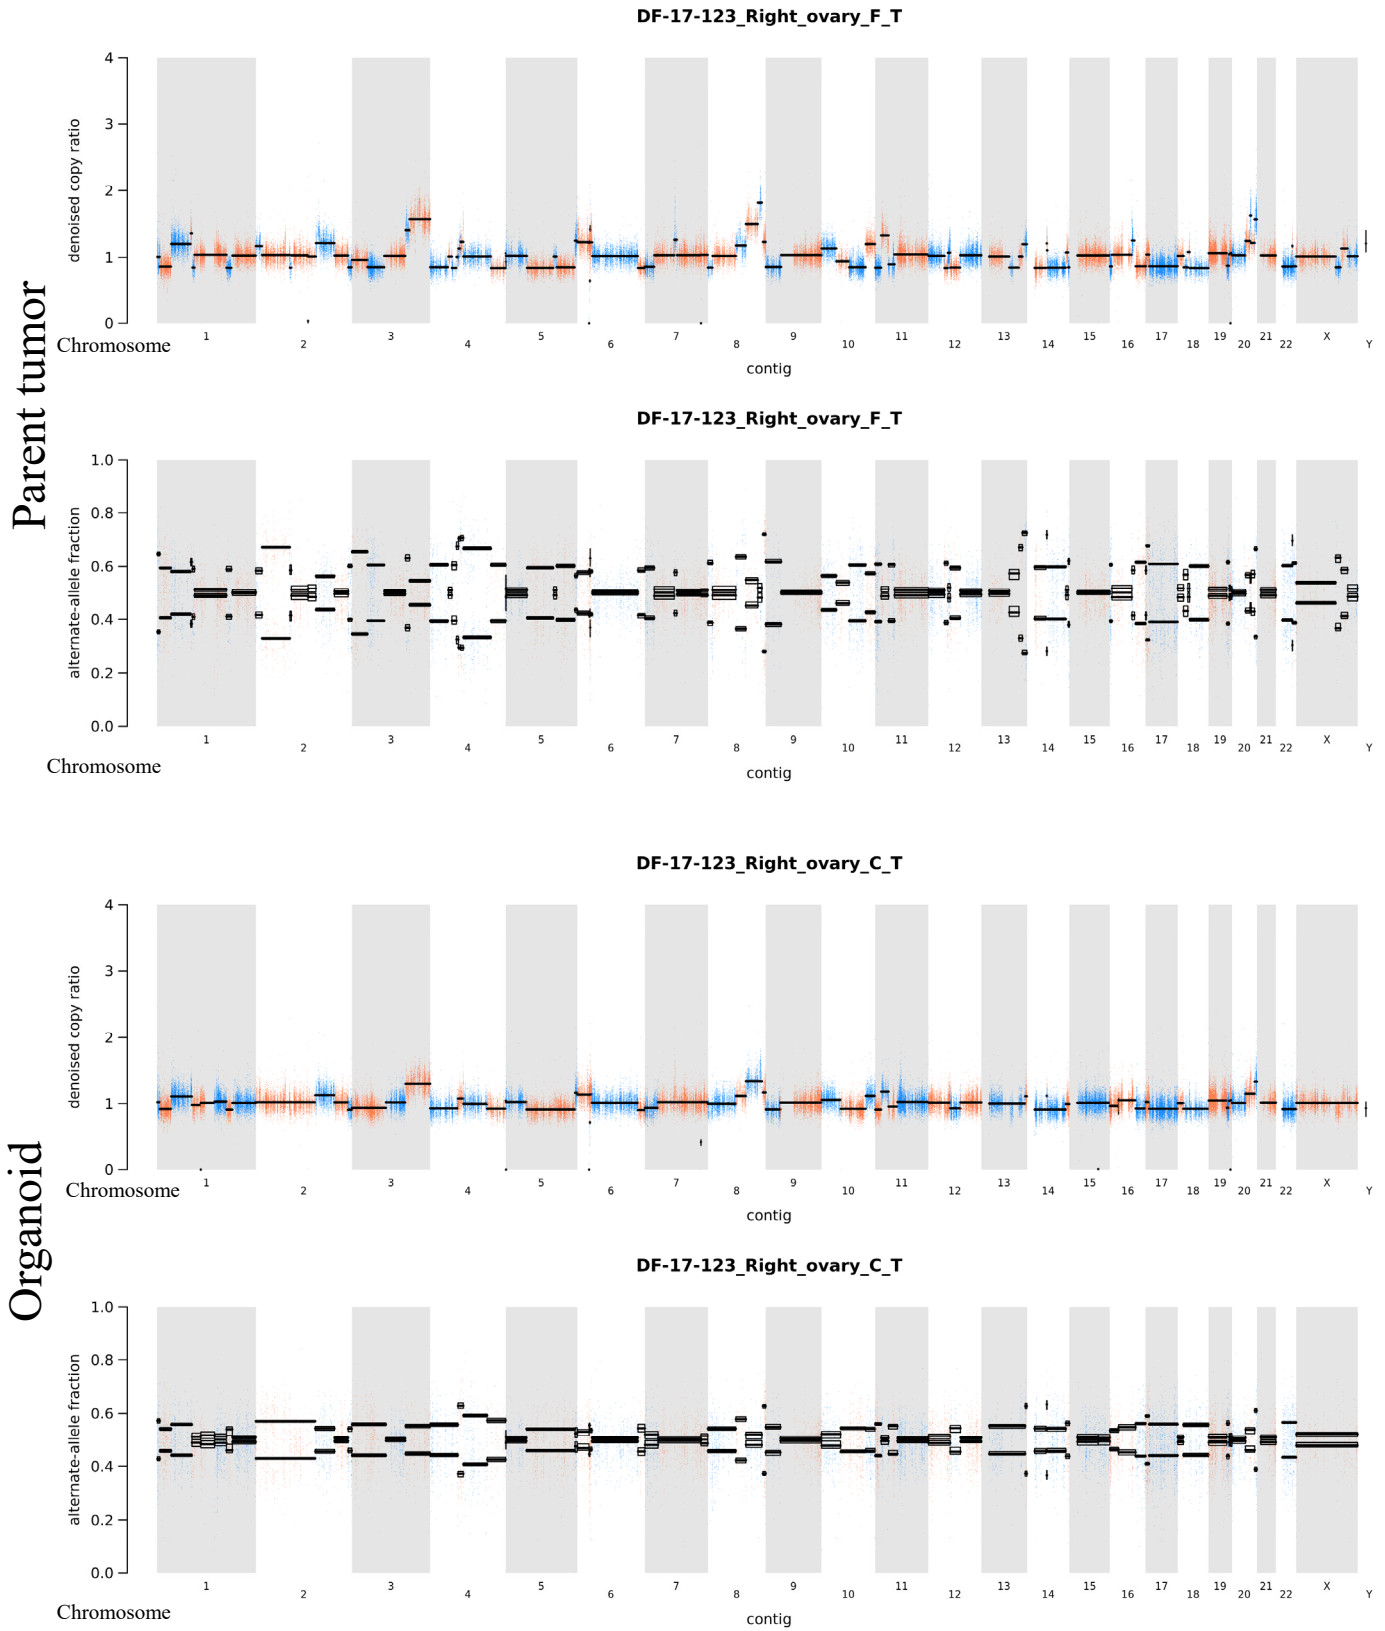 Parent tumor
DF-17-123_Right_ovary_F_T
denoised copy ratio
4
3
2
1
0
Chromosome
1 2 3 4 5 6 7 8 9 10 11 12 13 14 15 16 17 18 19 20 21 22 X Y
contig
DF-17-123_Right_ovary_F_T
alternate-allele fraction
1.0
0.8
0.6
0.4
0.2
0.0
1 2 3 4 5 6 7 8 9 10 11 12 13 14 15 16 17 18 19 20 21 22 X Y
Chromosome
contig
Organoid
DF-17-123_Right_ovary_C_T
denoised copy ratio
4
3
2
1
0
Chromosome
1 2 3 4 5 6 7 8 9 10 11 12 13 14 15 16 17 18 19 20 21 22 X Y
contig
DF-17-123_Right_ovary_C_T
alternate-allele fraction
1.0
0.8
0.6
0.4
0.2
0.0
1 2 3 4 5 6 7 8 9 10 11 12 13 14 15 16 17 18 19 20 21 22 X Y
Chromosome
contig